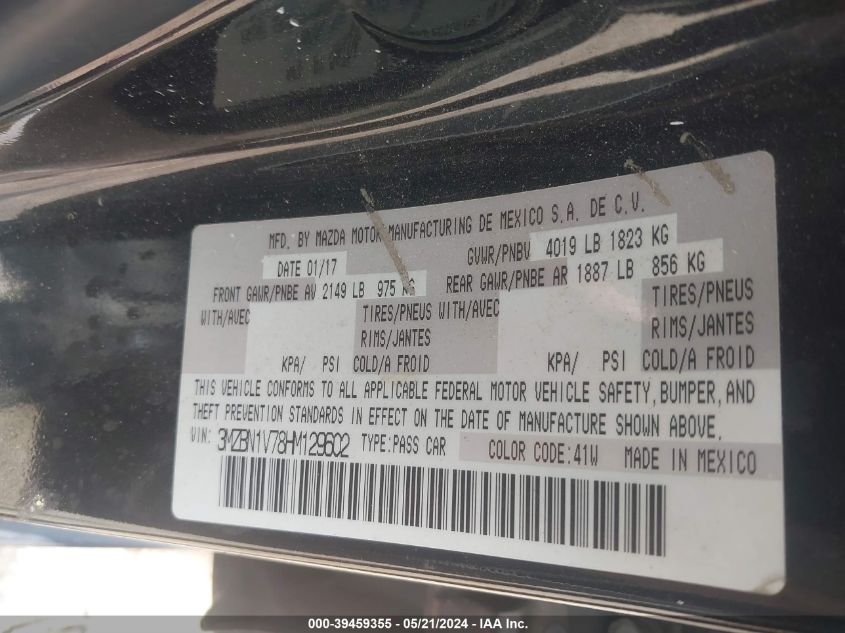 MFD. BY MAZDA MOTOR MANUFACTURING DE MEXICO S.A. DE C.V.
DATE 01/17 GVWR/PNBV 4019 LB 1823 KG
FRONT GAWR/PNBE AV 2149 LB 975 KG REAR GAWR/PNBE AR 1887 LB 856 KG
WITH/AVEC TIRES/PNEUS WITH/AVEC TIRES/PNEUS
RIMS/JANTES RIMS/JANTES
KPA/ PSI COLD/A FROID KPA/ PSI COLD/A FROID
THIS VEHICLE CONFORMS TO ALL APPLICABLE FEDERAL MOTOR VEHICLE SAFETY,BUMPER,AND
THEFT PREVENTION STANDARDS IN EFFECT ON THE DATE OF MANUFACTURE SHOWN ABOVE.
VIN: 3MZBN1V78HM129602 TYPE:PASS CAR COLOR CODE:41W MADE IN MEXICO
000-39459355 - 05/21/2024 - IAA Inc.